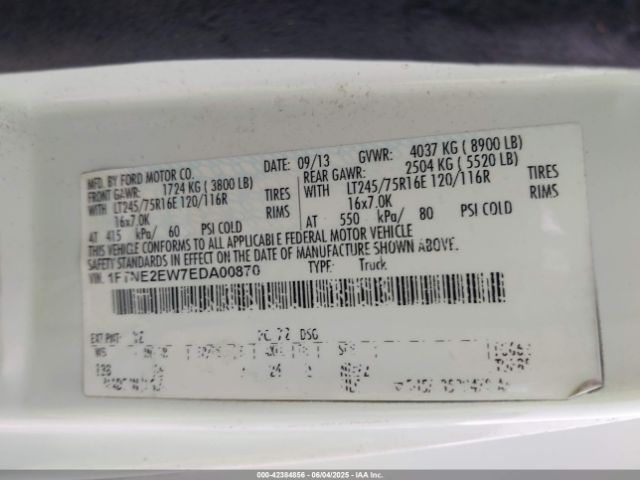 MFD. BY FORD MOTOR CO.
DATE: 09/13 GVWR: 4037 KG ( 8900 LB)
FRONT GAWR: 1724 KG ( 3800 LB) REAR GAWR: 2504 KG ( 5520 LB)
WITH LT245/75R16E 120/116R TIRES WITH LT245/75R16E 120/116R TIRES
16x7.0K RIMS 16x7.0K RIMS
AT 415 kPa/ 60 PSI COLD AT 550 kPa/ 80 PSI COLD
THIS VEHICLE CONFORMS TO ALL APPLICABLE FEDERAL MOTOR VEHICLE
SAFETY STANDARDS IN EFFECT ON THE DATE OF MANUFACTURE SHOWN ABOVE.
VIN: 1FTNE2EW7EDA00870 TYPE: Truck
EXT PNT: DSO
WB
000-42384856 - 06/04/2025 - IAA Inc.